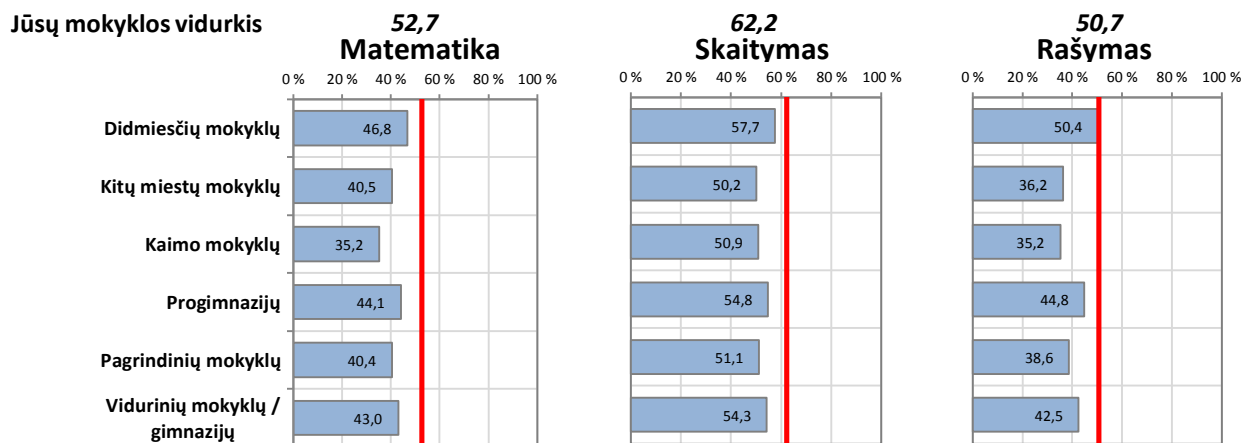 Jūsų mokyklos vidurkis 52,7 62,2 50,7
Matematika Skaitymas Rašymas
0 % 20 % 40 % 60 % 80 % 100 % 0 % 20 % 40 % 60 % 80 % 100 % 0 % 20 % 40 % 60 % 80 % 100 %
Didmiesčių mokyklų 46,8 57,7 50,4
Kitų miestų mokyklų 40,5 50,2 36,2
Kaimo mokyklų 35,2 50,9 35,2
Progimnazijų 44,1 54,8 44,8
Pagrindinių mokyklų 40,4 51,1 38,6
Vidurinių mokyklų /
gimnazijų 43,0 54,3 42,5